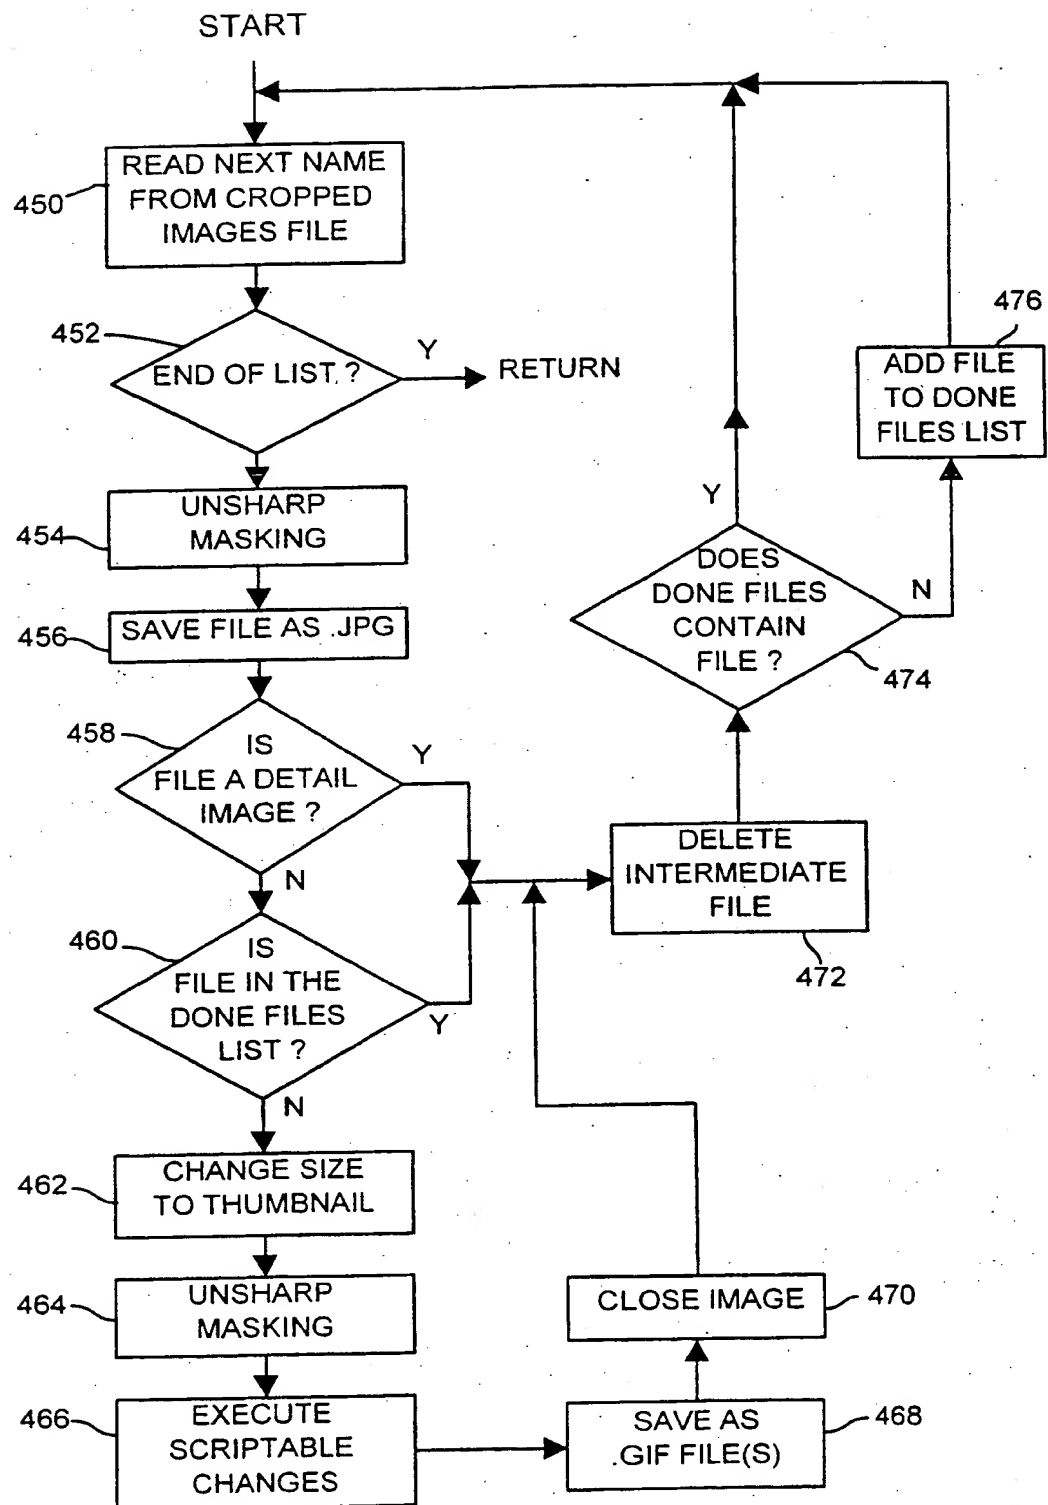 START
READ NEXT NAME
FROM CROPPED
IMAGES FILE
450
452
END OF LIST ?
Y
RETURN
UNSHARP
MASKING
454
SAVE FILE AS .JPG
456
458
IS
FILE A DETAIL
IMAGE ?
Y
N
460
IS
FILE IN THE
DONE FILES
LIST ?
Y
N
CHANGE SIZE
TO THUMBNAIL
462
UNSHARP
MASKING
464
EXECUTE
SCRIPTABLE
CHANGES
466
SAVE AS
.GIF FILE(S)
468
CLOSE IMAGE
470
DELETE
INTERMEDIATE
FILE
472
DOES
DONE FILES
CONTAIN
FILE ?
474
Y
N
ADD FILE
TO DONE
FILES LIST
476